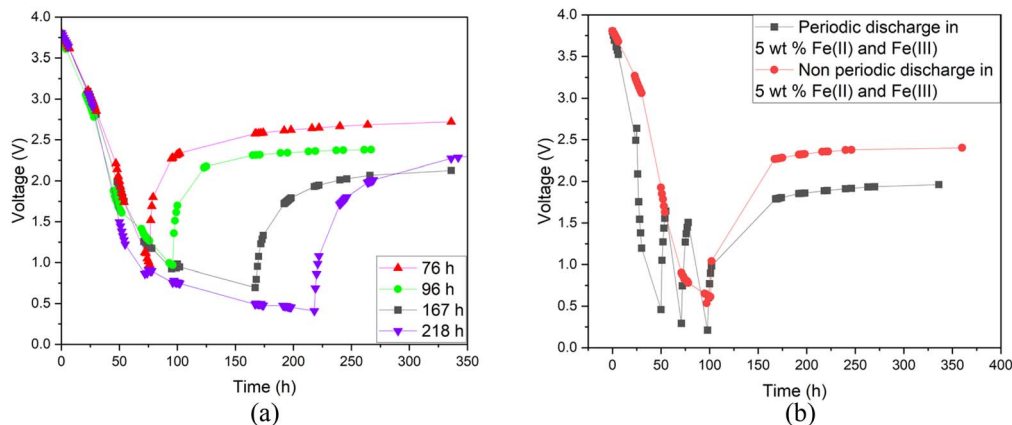 (a)
4.0
3.5
3.0
2.5
2.0
1.5
1.0
0.5
0.0
Voltage (V)
0 50 100 150 200 250 300 350
Time (h)
76 h
96 h
167 h
218 h
(a)
b)
4.0
3.5
3.0
2.5
2.0
1.5
1.0
0.5
0.0
Voltage (V)
0 50 100 150 200 250 300 350 400
Time (h)
Periodic discharge in
5 wt % Fe(II) and Fe(III)
Non periodic discharge in
5 wt % Fe(II) and Fe(III)
(b)